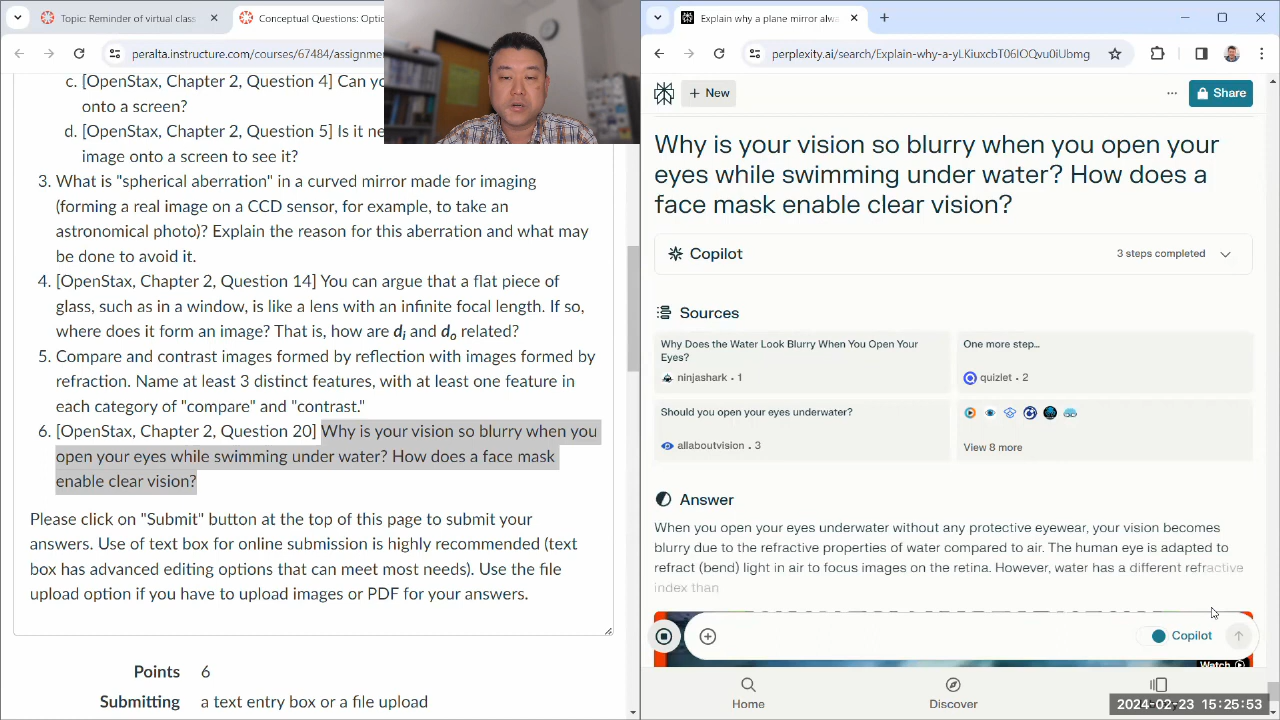 Topic: Reminder of virtual class
Conceptual Questions: Optic
peralta.instructure.com/courses/67484/assignme
c. [OpenStax, Chapter 2, Question 4] Can yo
onto a screen?
d. [OpenStax, Chapter 2, Question 5] Is it ne
image onto a screen to see it?
3. What is "spherical aberration" in a curved mirror made for imaging
(forming a real image on a CCD sensor, for example, to take an
astronomical photo)? Explain the reason for this aberration and what may
be done to avoid it.
4. [OpenStax, Chapter 2, Question 14] You can argue that a flat piece of
glass, such as in a window, is like a lens with an infinite focal length. If so,
where does it form an image? That is, how are di and do related?
5. Compare and contrast images formed by reflection with images formed by
refraction. Name at least 3 distinct features, with at least one feature in
each category of "compare" and "contrast."
6. [OpenStax, Chapter 2, Question 20] Why is your vision so blurry when you
open your eyes while swimming under water? How does a face mask
enable clear vision?
Please click on "Submit" button at the top of this page to submit your
answers. Use of text box for online submission is highly recommended (text
box has advanced editing options that can meet most needs). Use the file
upload option if you have to upload images or PDF for your answers.
Points 6
Submitting a text entry box or a file upload
Explain why a plane mirror alwa
perplexity.ai/search/Explain-why-a-yLKiuxcbT06IOQvu0iUbmg
New
Share
Why is your vision so blurry when you open your
eyes while swimming under water? How does a
face mask enable clear vision?
Copilot
3 steps completed
Sources
Why Does the Water Look Blurry When You Open Your
Eyes?
ninjashark • 1
One more step...
quizlet • 2
Should you open your eyes underwater?
allaboutvision • 3
View 8 more
Answer
When you open your eyes underwater without any protective eyewear, your vision becomes
blurry due to the refractive properties of water compared to air. The human eye is adapted to
refract (bend) light in air to focus images on the retina. However, water has a different refractive
index than
Copilot
Watch
Home
Discover
2024-02-23 15:25:53